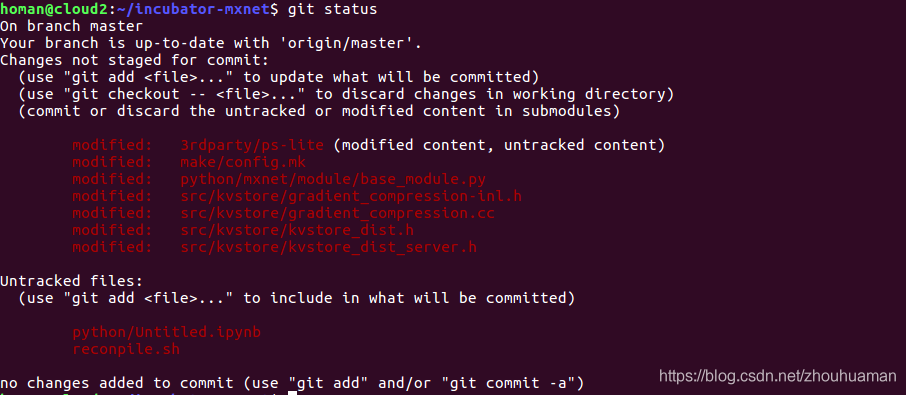 homan@cloud2:~/incubator-mxnet$ git status
On branch master
Your branch is up-to-date with 'origin/master'.
Changes not staged for commit:
  (use "git add <file>..." to update what will be committed)
  (use "git checkout -- <file>..." to discard changes in working directory)
  (commit or discard the untracked or modified content in submodules)
modified:   3rdparty/ps-lite (modified content, untracked content)
modified:   make/config.mk
modified:   python/mxnet/module/base_module.py
modified:   src/kvstore/gradient_compression-inl.h
modified:   src/kvstore/gradient_compression.cc
modified:   src/kvstore/kvstore_dist.h
modified:   src/kvstore/kvstore_dist_server.h
Untracked files:
  (use "git add <file>..." to include in what will be committed)
python/Untitled.ipynb
reconpile.sh
no changes added to commit (use "git add" and/or "git commit -a")
https://blog.csdn.net/zhouhuaman